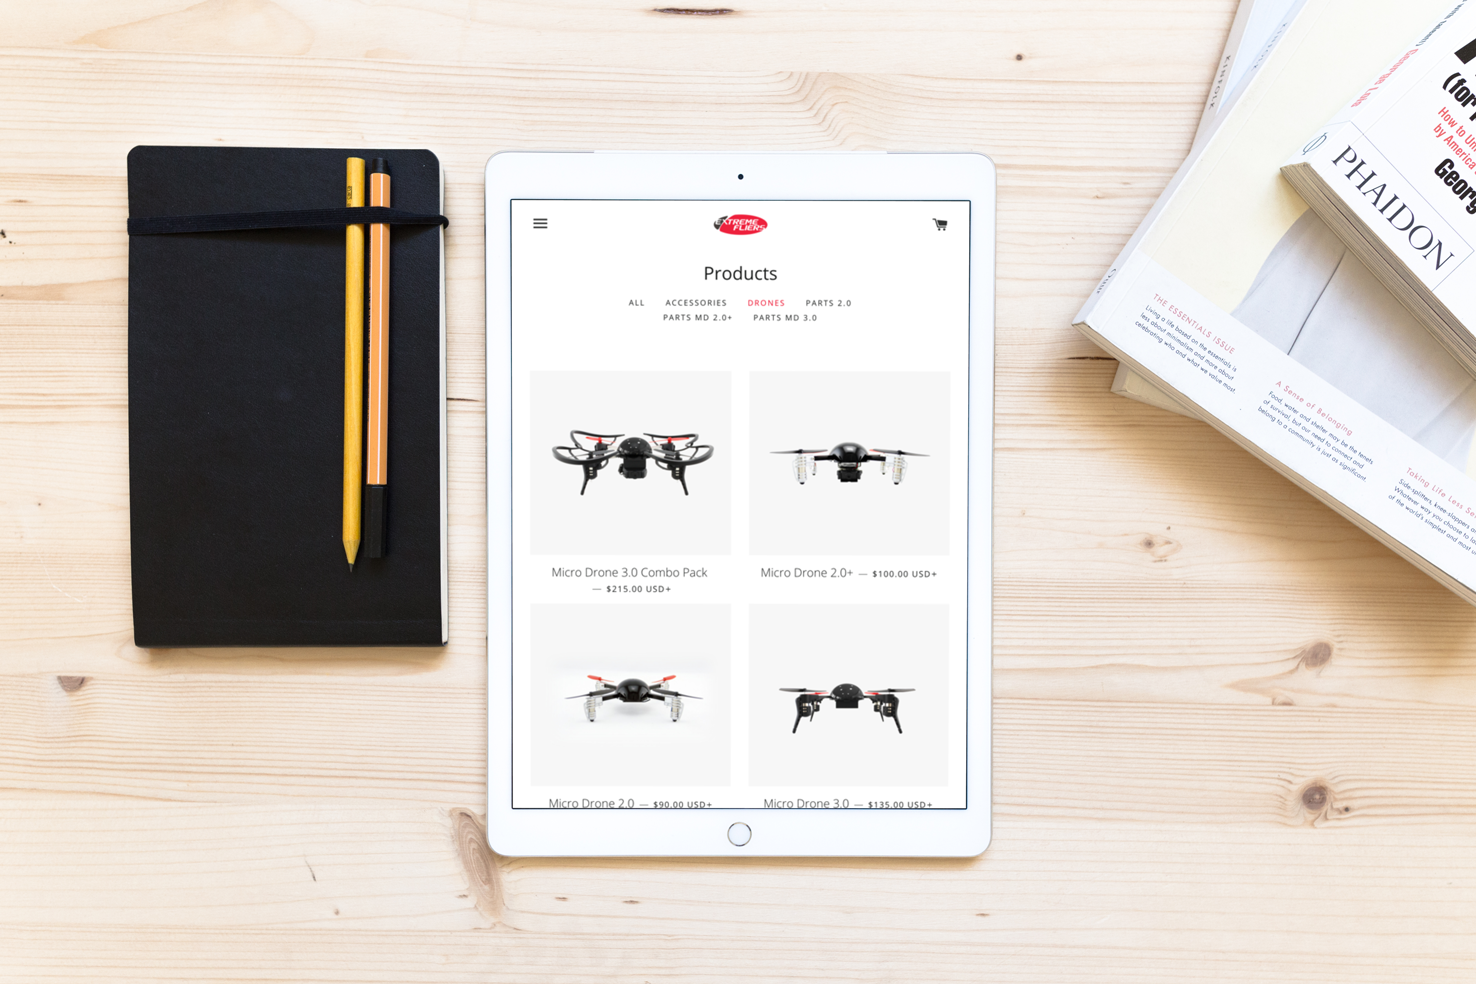 EXTREME
FLIERS
Products
ALL ACCESSORIES DRONES PARTS 2.0
PARTS MD 2.0+ PARTS MD 3.0
Micro Drone 3.0 Combo Pack
— $215.00 USD+
Micro Drone 2.0+ — $100.00 USD+
Micro Drone 2.0 — $90.00 USD+
Micro Drone 3.0 — $135.00 USD+
KINFOLK
PHAIDON
(for
How to Un
by America
Georg
THE ESSENTIALS ISSUE
Living a life based on the essentials is
less about minimalism and more about
celebrating who and what we value most.
A Sense of Belonging
Food, water and shelter may be the tenets
of survival, but our need to connect and
belong to a community is just as significant
Taking Life Less Se
Side-splitters, knee-slappers
Whatever way you choose to
of the world's simplest and most